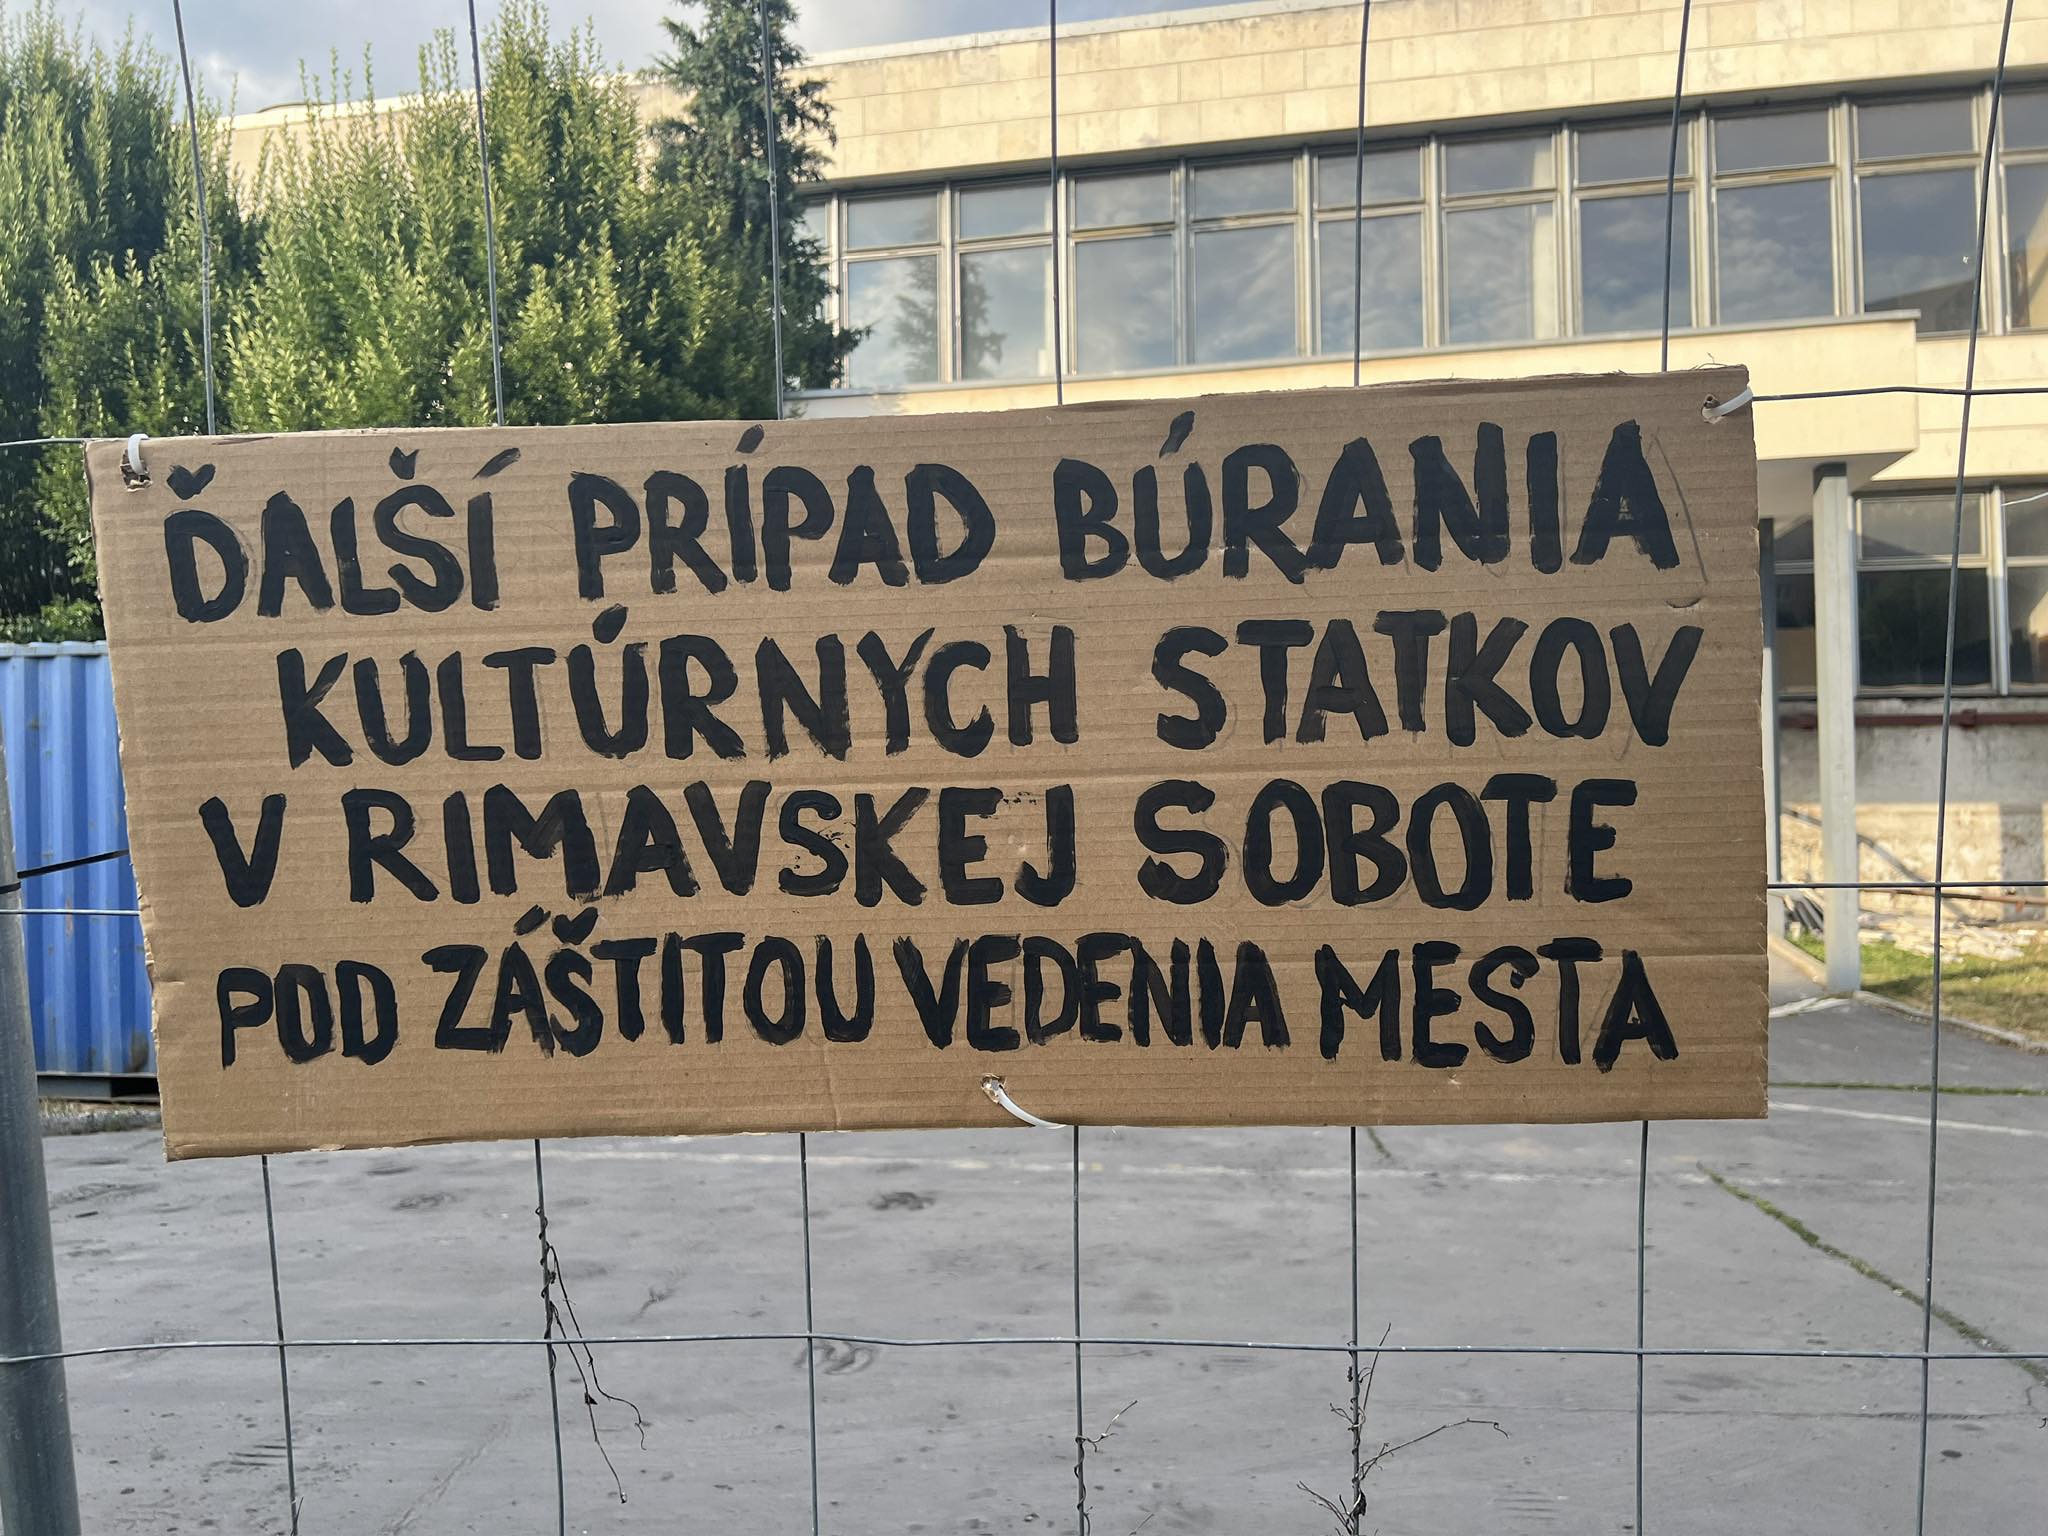 ĎALŠÍ PRÍPAD BÚRANIA
KULTÚRNYCH STATKOV
V RIMAVSKEJ SOBOTE
POD ZÁŠTITOU VEDENIA MESTA